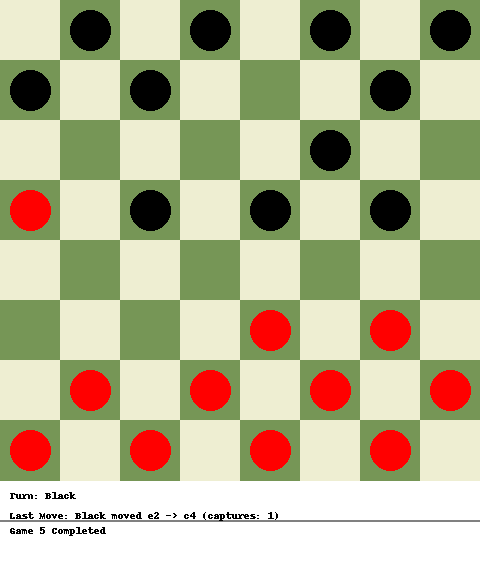 Turn: Black
Last Move: Black moved e2 -> c4 (captures: 1)
Game 5 Completed